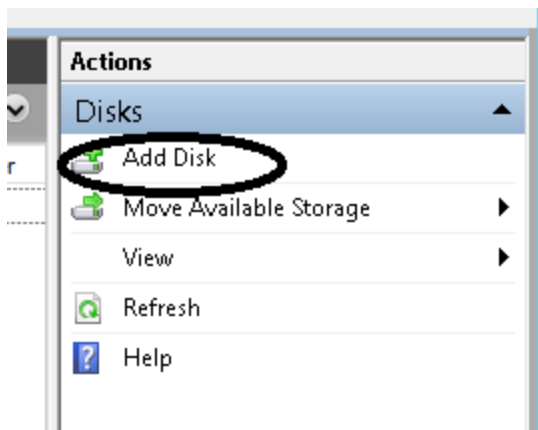 Actions
Disks
r
Add Disk
Move Available Storage
View
Refresh
Help